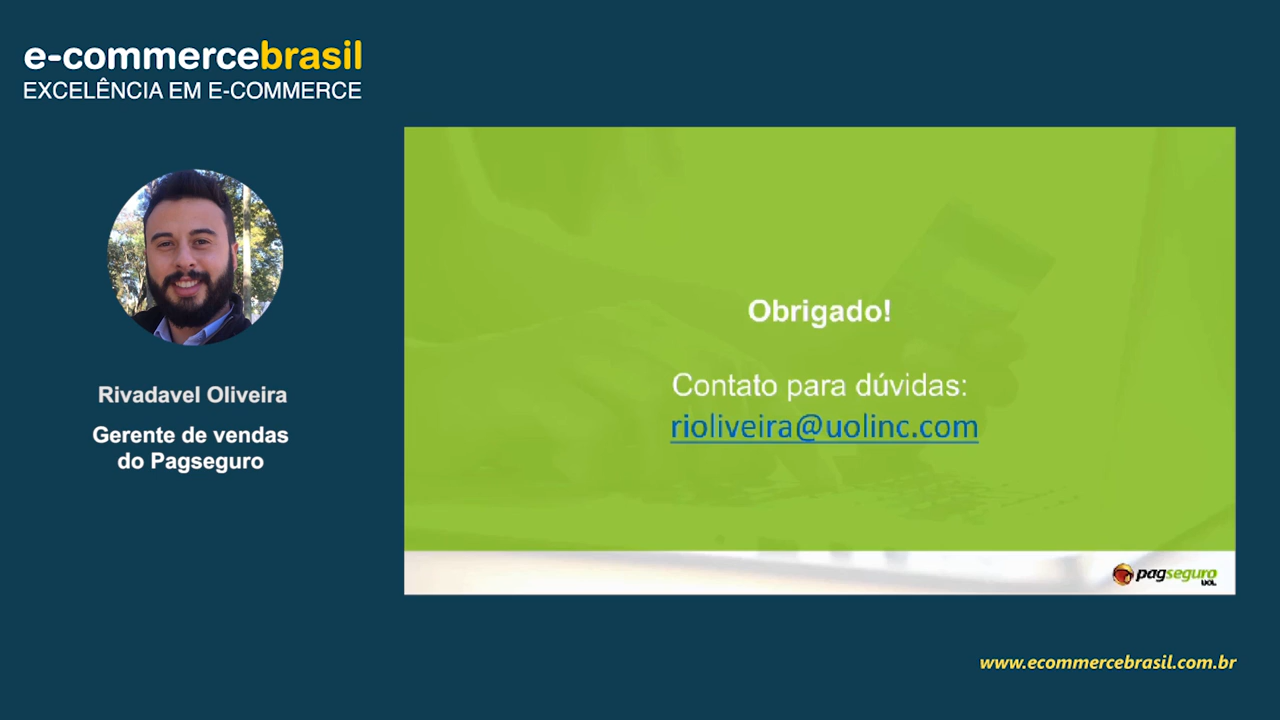 e-commercebrasil
EXCELÊNCIA EM E-COMMERCE
Rivadavel Oliveira
Gerente de vendas
do Pagseguro
Obrigado!
Contato para dúvidas:
rioliveira@uolinc.com
pagseguro
UOL
www.ecommercebrasil.com.br